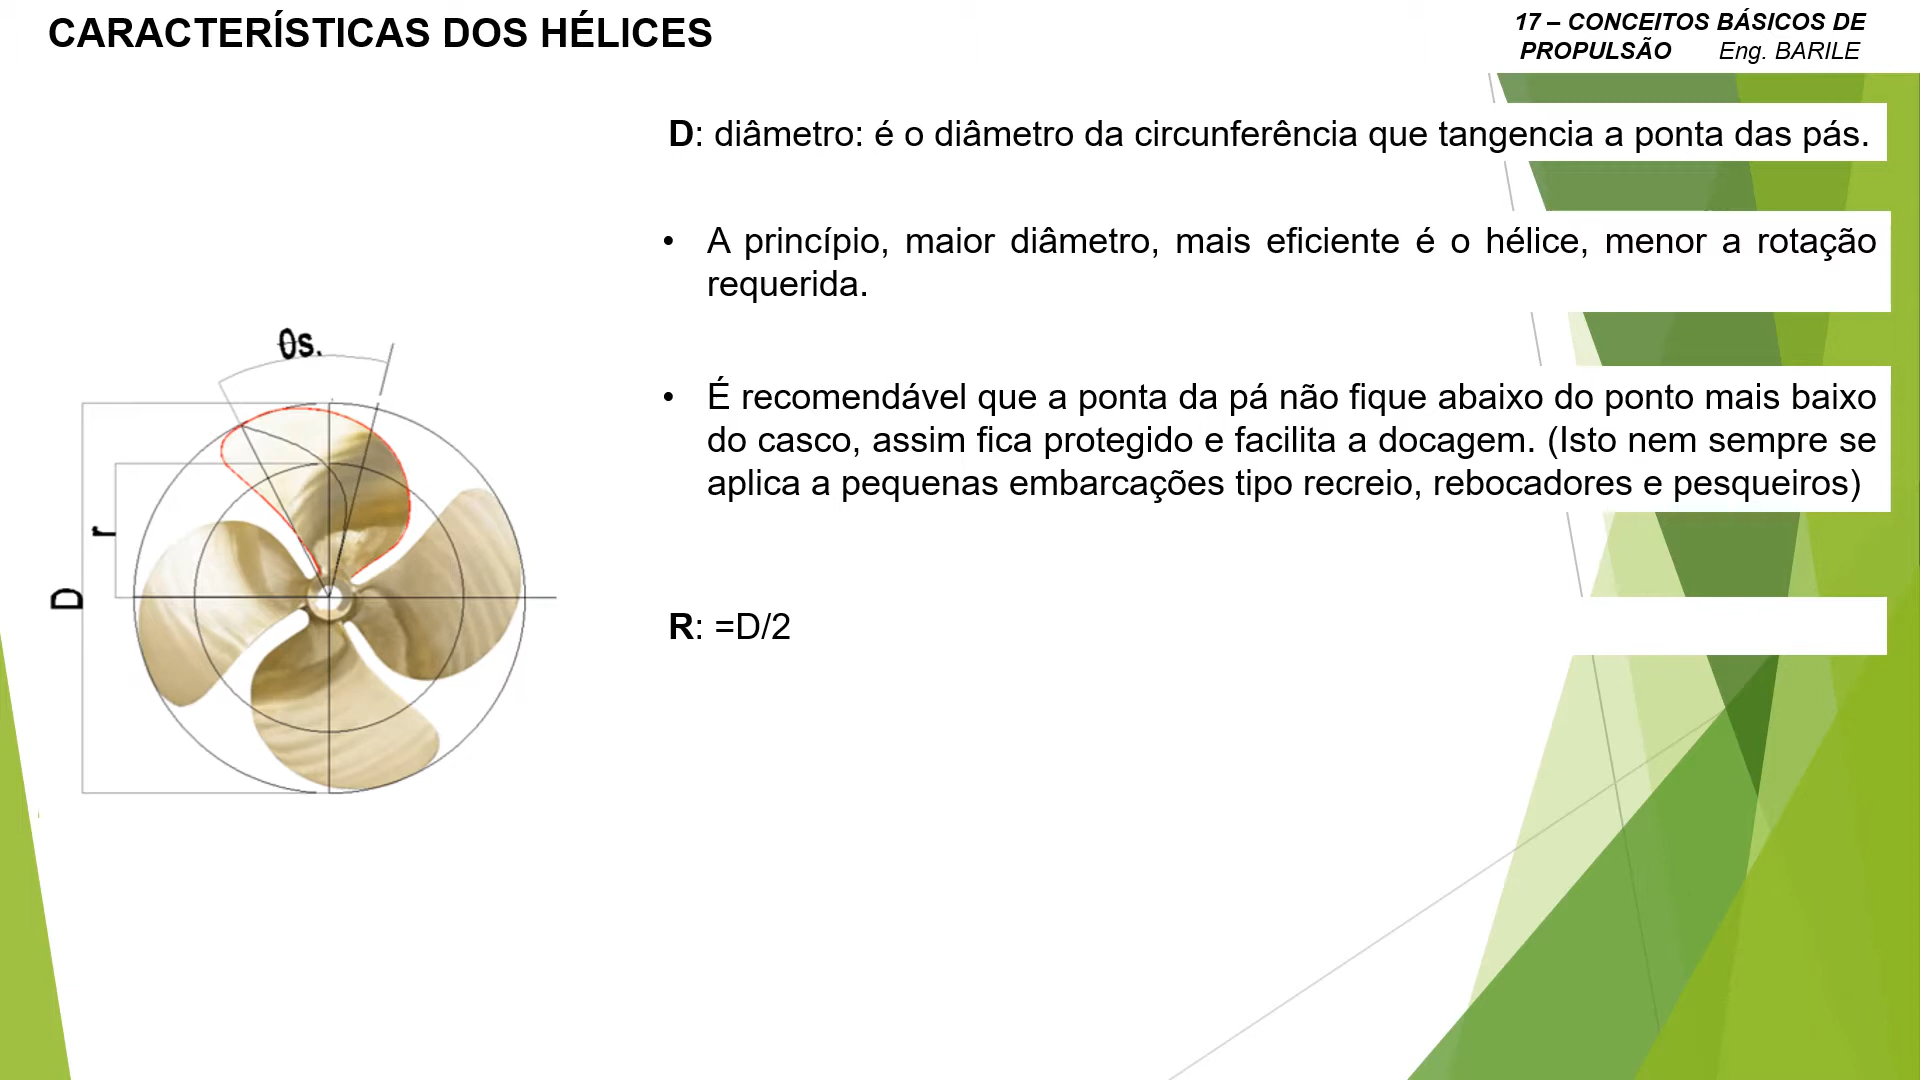 CARACTERÍSTICAS DOS HÉLICES
17 – CONCEITOS BÁSICOS DE
PROPULSÃO Eng. BARILE
D: diâmetro: é o diâmetro da circunferência que tangencia a ponta das pás.
• A princípio, maior diâmetro, mais eficiente é o hélice, menor a rotação
requerida.
• É recomendável que a ponta da pá não fique abaixo do ponto mais baixo
do casco, assim fica protegido e facilita a docagem. (Isto nem sempre se
aplica a pequenas embarcações tipo recreio, rebocadores e pesqueiros)
R: =D/2
θs.
r
D